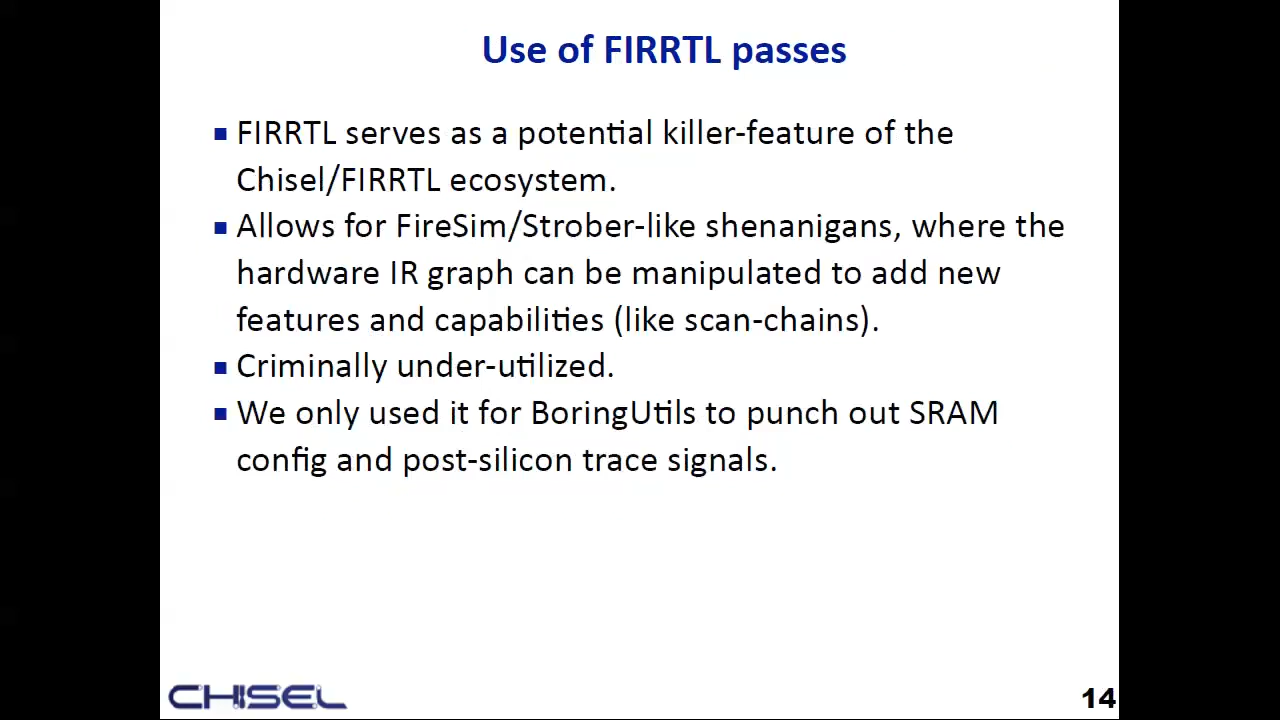 Use of FIRRTL passes
FIRRTL serves as a potential killer-feature of the
Chisel/FIRRTL ecosystem.
Allows for FireSim/Strober-like shenanigans, where the
hardware IR graph can be manipulated to add new
features and capabilities (like scan-chains).
Criminally under-utilized.
We only used it for BoringUtils to punch out SRAM
config and post-silicon trace signals.
CHISEL
14